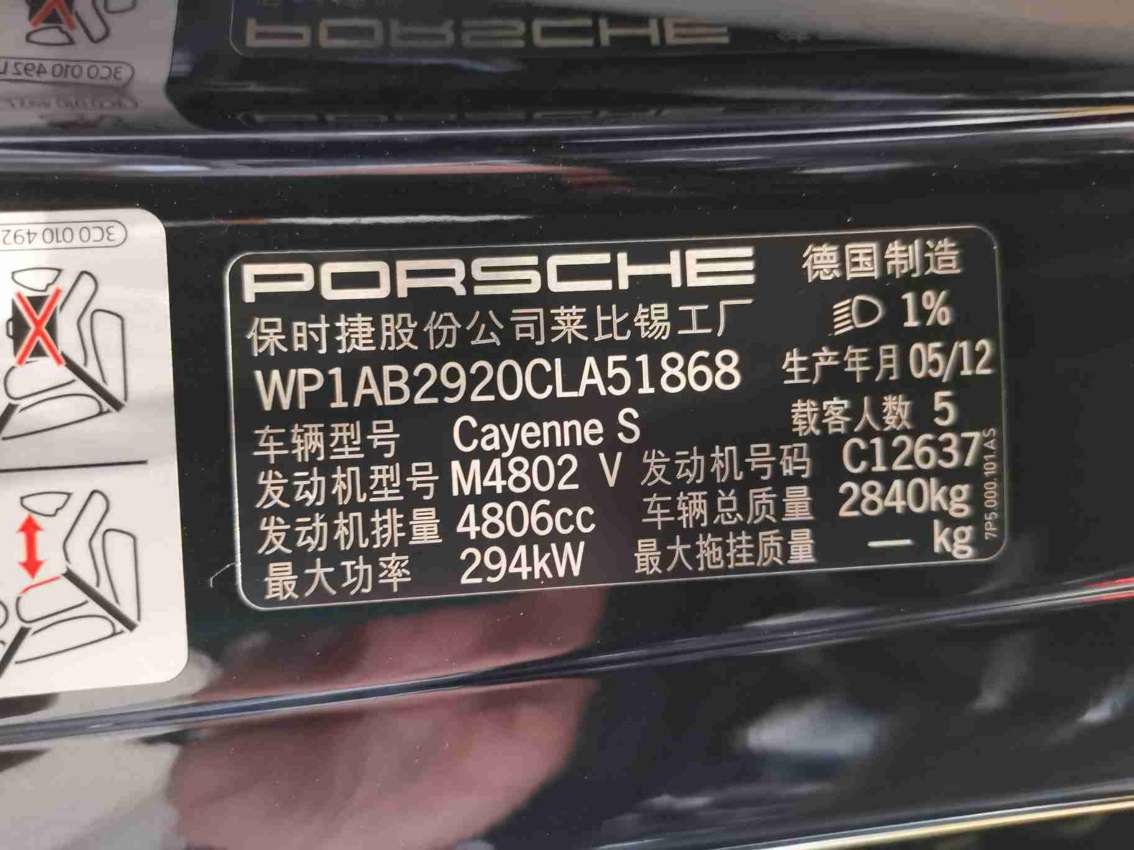 3C0 010 492
PORSCHE
3C0 010 492
PORSCHE 德国制造
保时捷股份公司莱比锡工厂 1%
WP1AB2920CLA51868 生产年月 05/12
车辆型号 Cayenne S 载客人数 5
发动机型号 M4802 V 发动机号码 C12637
发动机排量 4806cc 车辆总质量 2840kg
最大功率 294kW 最大拖挂质量 — kg
7P5.000.101.AS